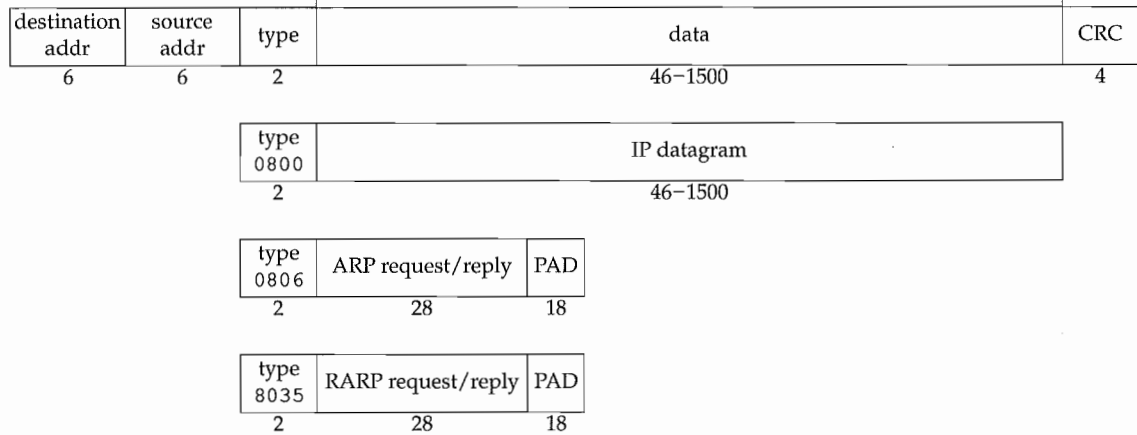 destination source type data CRC
addr addr
6 6 2 46–1500 4
type IP datagram
0800
2 46–1500
type ARP request/reply PAD
0806
2 28 18
type RARP request/reply PAD
8035
2 28 18